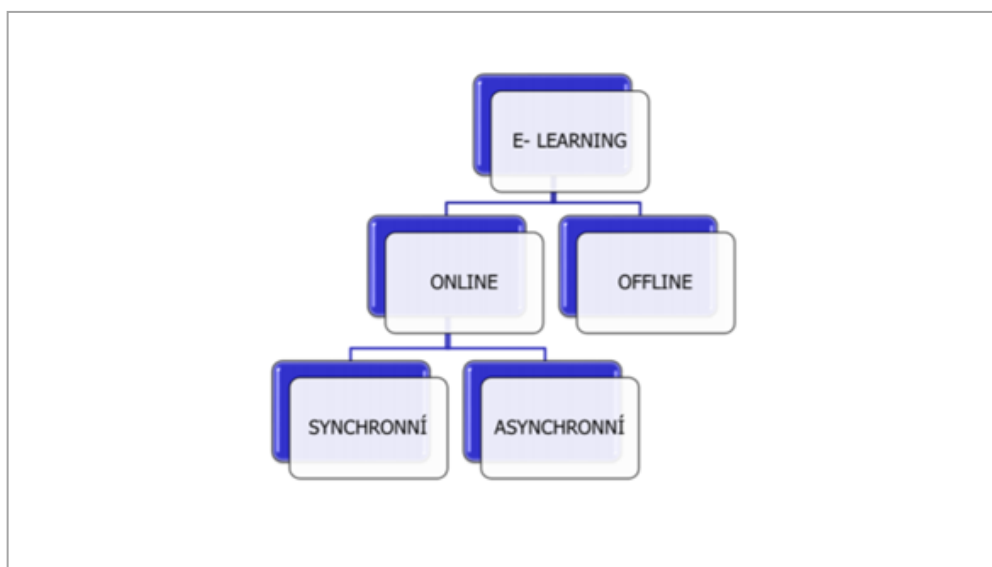 E- LEARNING
ONLINE
OFFLINE
SYNCHRONNÍ
ASYNCHRONNÍ